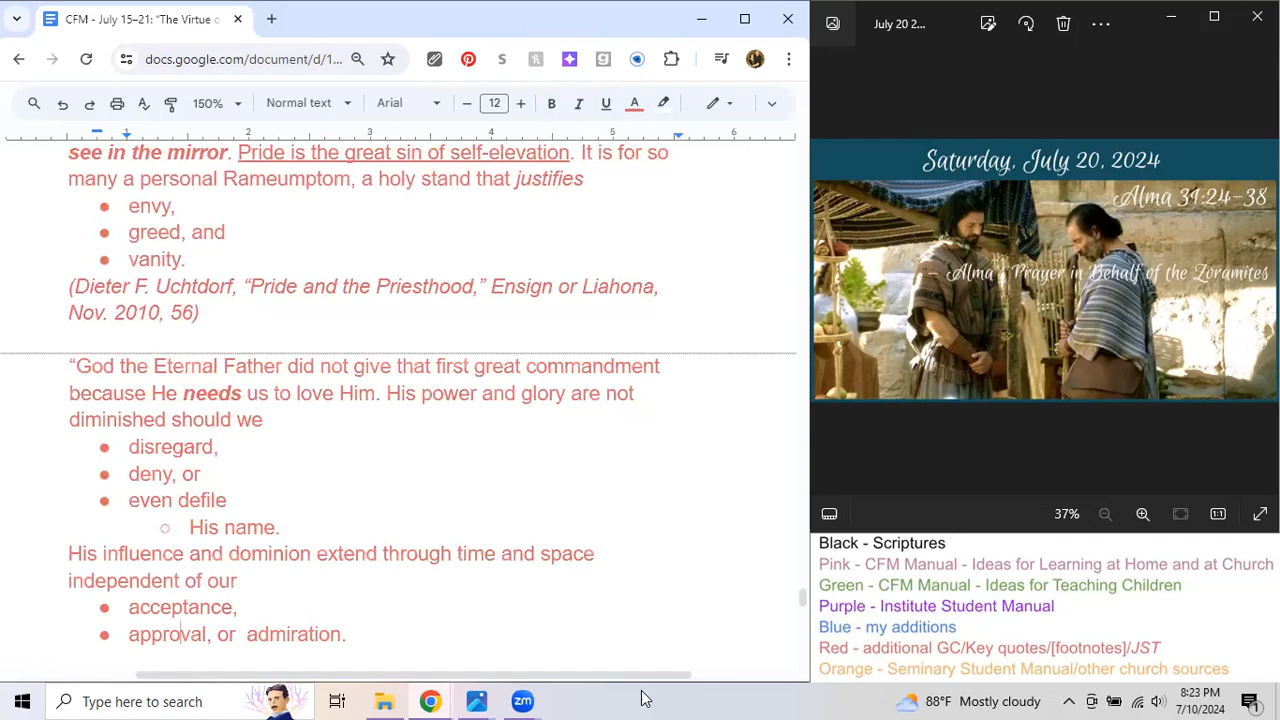 CFM - July 15–21: “The Virtue o
July 20 2...
docs.google.com/document/d/1...
150%
Normal text
Arial
12
B I U A
2 3 4 5 6
see in the mirror. Pride is the great sin of self-elevation. It is for so
many a personal Rameumptom, a holy stand that justifies
● envy,
● greed, and
● vanity.
(Dieter F. Uchtdorf, “Pride and the Priesthood,” Ensign or Liahona,
Nov. 2010, 56)
“God the Eternal Father did not give that first great commandment
because He needs us to love Him. His power and glory are not
diminished should we
● disregard,
● deny, or
● even defile
○ His name.
His influence and dominion extend through time and space
independent of our
● acceptance,
● approval, or  admiration.
Saturday, July 20, 2024
Alma 31:24-38
– Alma's Prayer in Behalf of the Zoramites
37%
1:1
Black - Scriptures
Pink - CFM Manual - Ideas for Learning at Home and at Church
Green - CFM Manual - Ideas for Teaching Children
Purple - Institute Student Manual
Blue - my additions
Red - additional GC/Key quotes/[footnotes]/JST
Orange - Seminary Student Manual/other church sources
Type here to search
zm
88°F Mostly cloudy
8:23 PM
7/10/2024
1